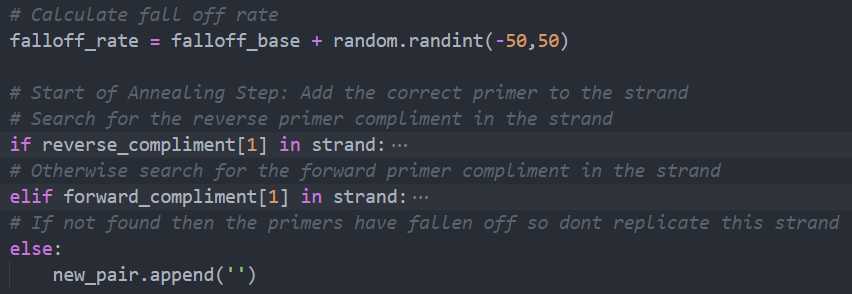 # Calculate fall off rate
falloff_rate = falloff_base + random.randint(-50,50)
# Start of Annealing Step: Add the correct primer to the strand
# Search for the reverse primer compliment in the strand
if reverse_compliment[1] in strand:···
# Otherwise search for the forward primer compliment in the strand
elif forward_compliment[1] in strand:···
# If not found then the primers have fallen off so dont replicate this strand
else:
    new_pair.append('')